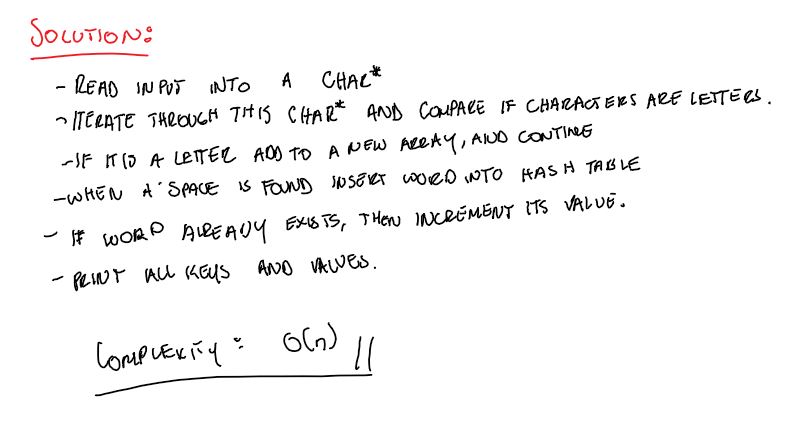 SOLUTION:
- READ INPUT INTO A CHAR*
- ITERATE THROUGH THIS CHAR* AND COMPARE IF CHARACTERS ARE LETTERS.
- IF IT IS A LETTER ADD TO A NEW ARRAY, AND CONTINE
- WHEN A SPACE IS FOUND INSERT WORD INTO HASH TABLE
- IF WORD ALREADY EXISTS, THEN INCREMENT ITS VALUE.
- PRINT ALL KEYS AND VALUES.
COMPLEXITY: O(n) //